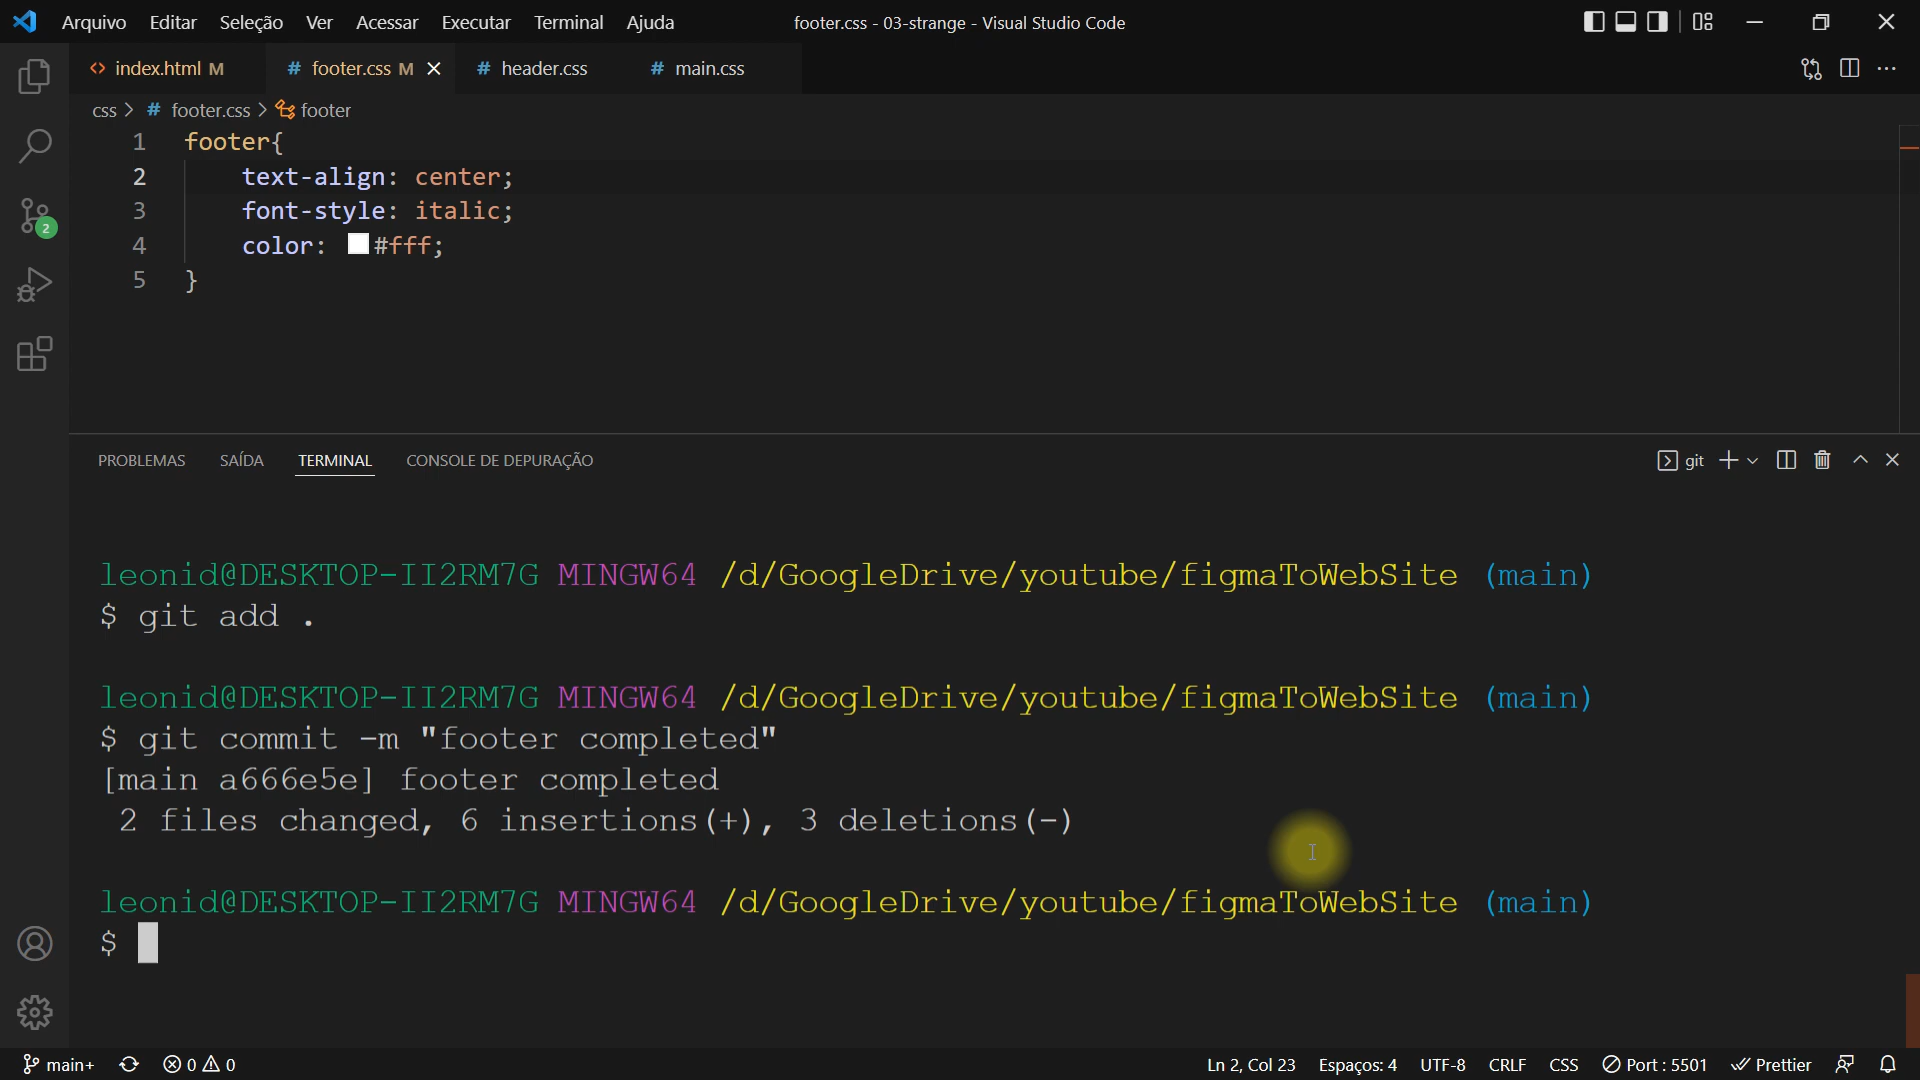 Arquivo Editar Seleção Ver Acessar Executar Terminal Ajuda footer.css - 03-strange - Visual Studio Code
<> index.html M # footer.css M # header.css # main.css
css > # footer.css > footer
1 footer{
2 text-align: center;
3 font-style: italic;
4 color: #fff;
5 }
2
PROBLEMAS SAÍDA TERMINAL CONSOLE DE DEPURAÇÃO git
leonid@DESKTOP-II2RM7G MINGW64 /d/GoogleDrive/youtube/figmaToWebSite (main)
$ git add .
leonid@DESKTOP-II2RM7G MINGW64 /d/GoogleDrive/youtube/figmaToWebSite (main)
$ git commit -m "footer completed"
[main a666e5e] footer completed
2 files changed, 6 insertions(+), 3 deletions(-)
leonid@DESKTOP-II2RM7G MINGW64 /d/GoogleDrive/youtube/figmaToWebSite (main)
$
main+ 0 0 Ln 2, Col 23 Espaços: 4 UTF-8 CRLF CSS Port : 5501 Prettier